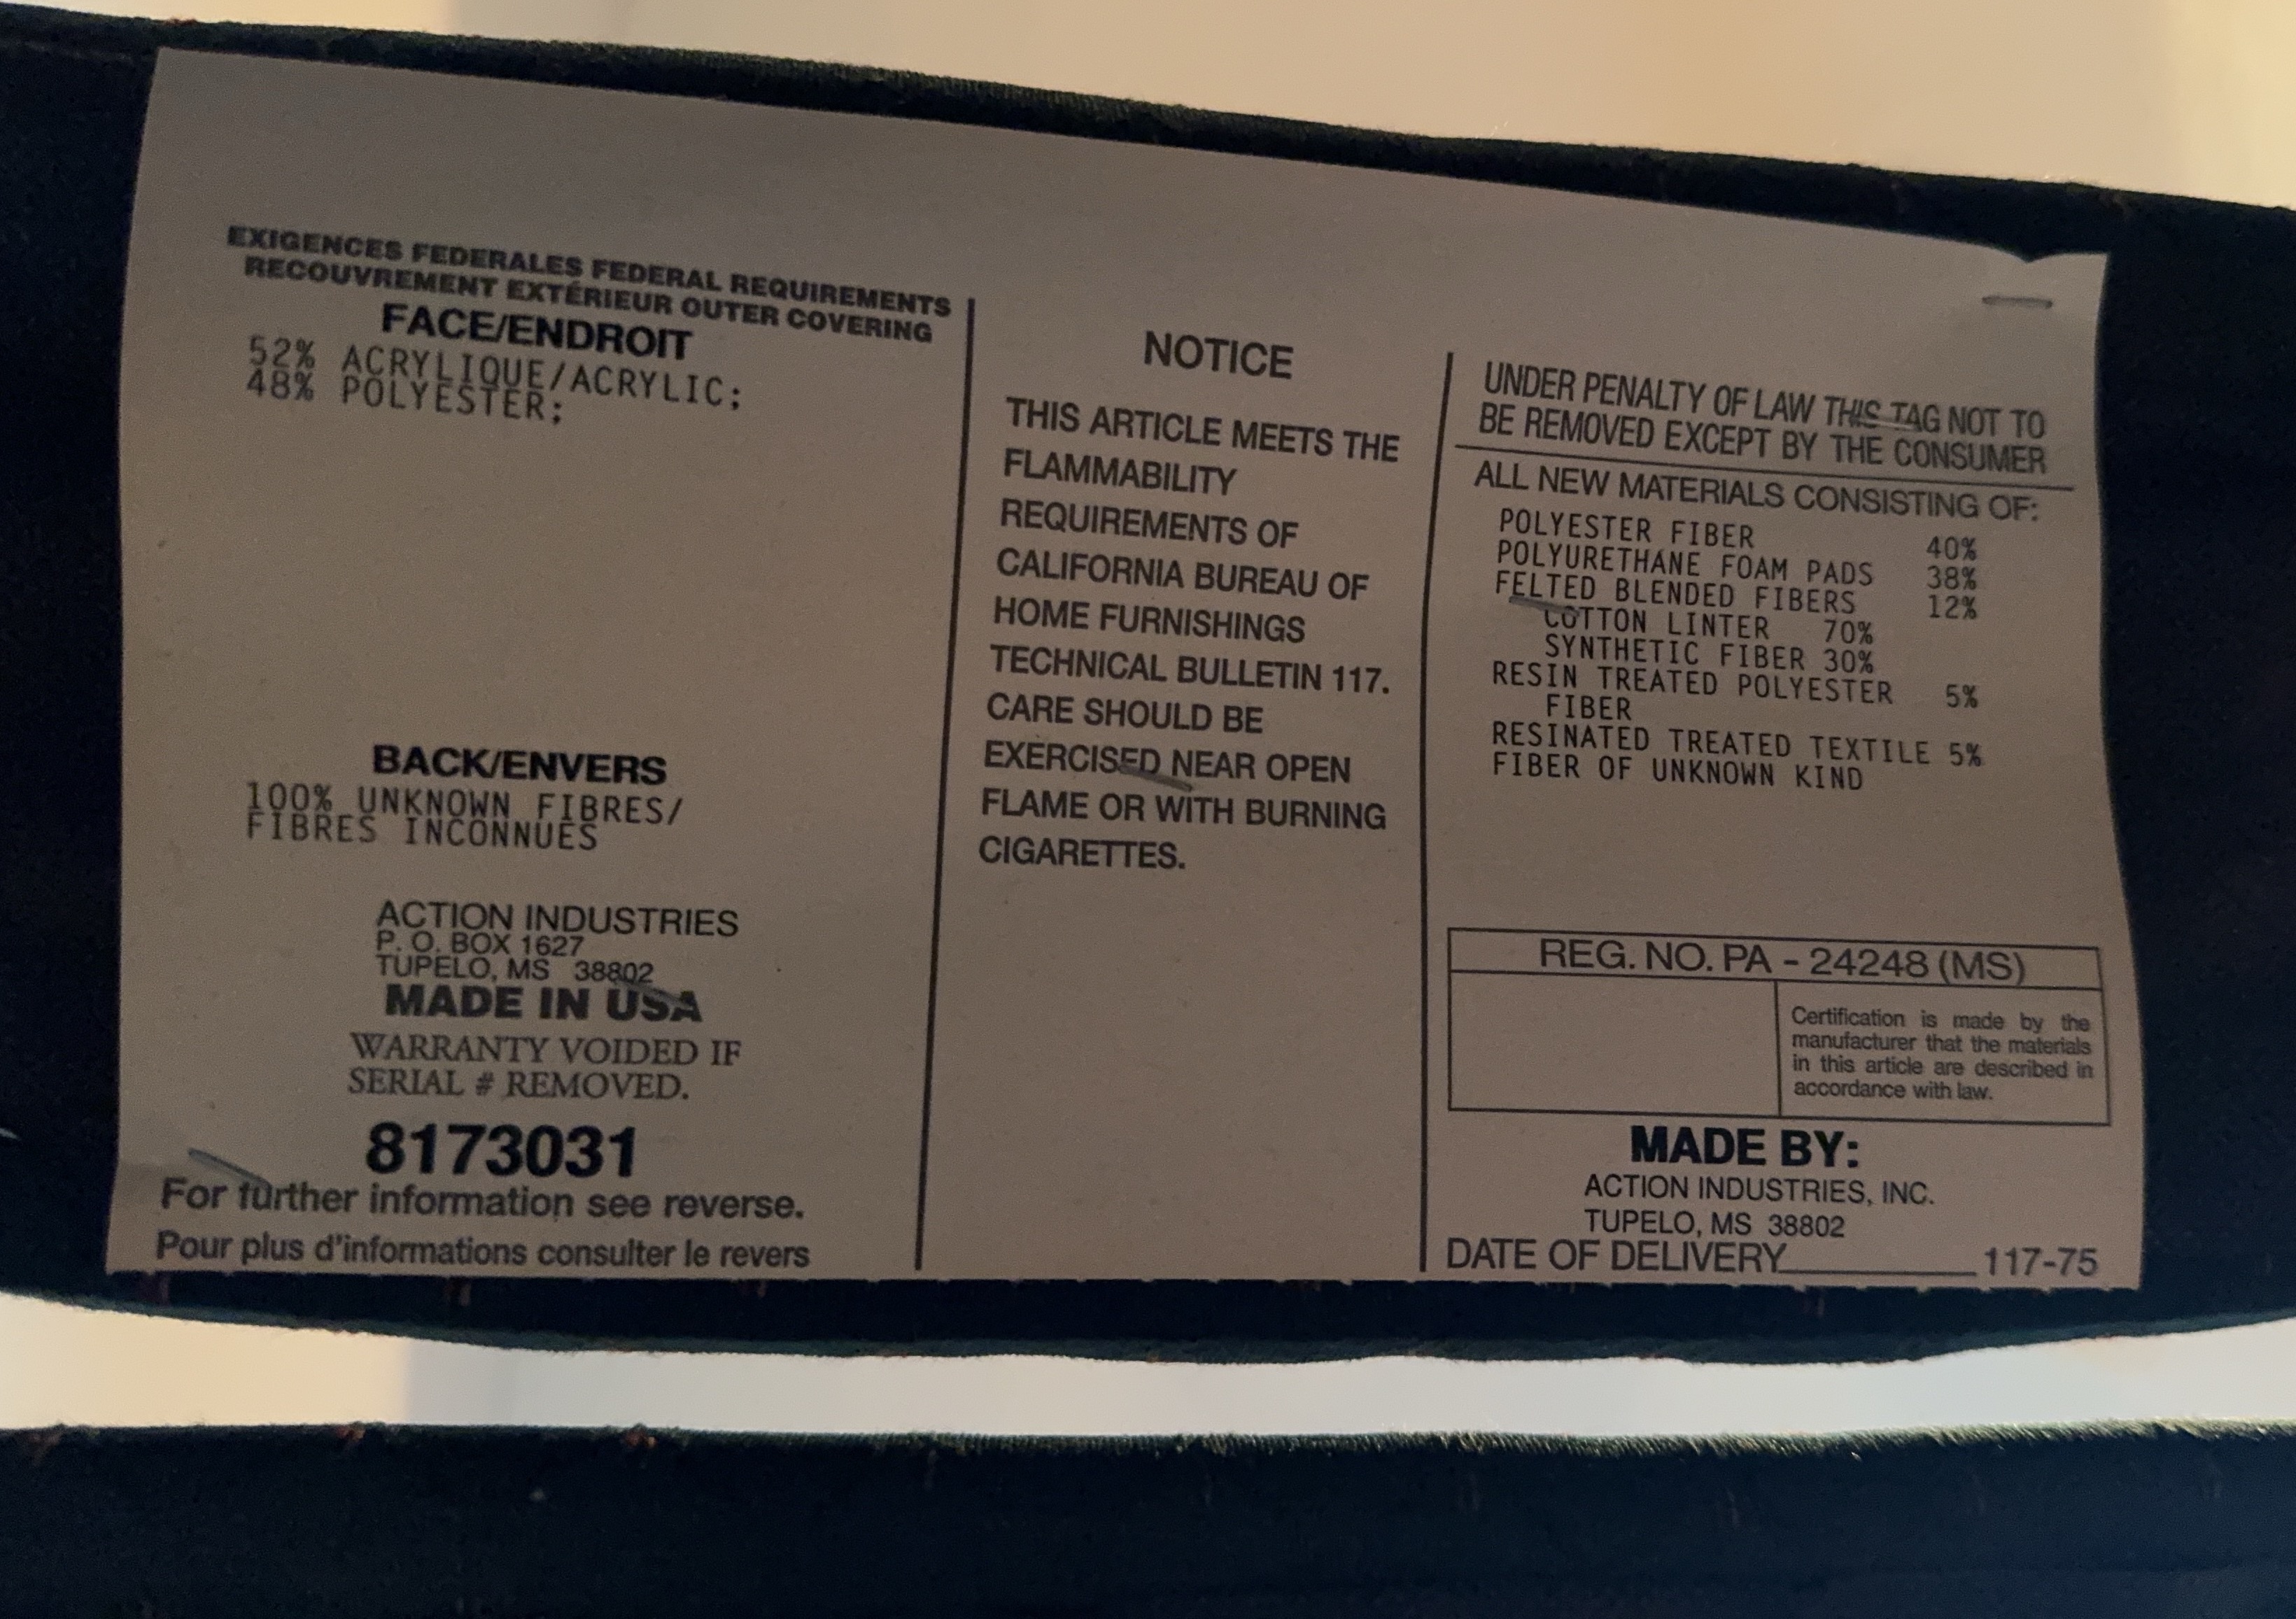 EXIGENCES FEDERALES FEDERAL REQUIREMENTS
RECOUVREMENT EXTÉRIEUR OUTER COVERING
FACE/ENDROIT
52% ACRYLIQUE/ACRYLIC;
48% POLYESTER;
BACK/ENVERS
100% UNKNOWN FIBRES/
FIBRES INCONNUES
ACTION INDUSTRIES
P. O. BOX 1627
TUPELO, MS 38802
MADE IN USA
WARRANTY VOIDED IF
SERIAL # REMOVED.
8173031
For further information see reverse.
Pour plus d'informations consulter le revers
NOTICE
THIS ARTICLE MEETS THE
FLAMMABILITY
REQUIREMENTS OF
CALIFORNIA BUREAU OF
HOME FURNISHINGS
TECHNICAL BULLETIN 117.
CARE SHOULD BE
EXERCISED NEAR OPEN
FLAME OR WITH BURNING
CIGARETTES.
UNDER PENALTY OF LAW THIS TAG NOT TO
BE REMOVED EXCEPT BY THE CONSUMER
ALL NEW MATERIALS CONSISTING OF:
POLYESTER FIBER 40%
POLYURETHANE FOAM PADS 38%
FELTED BLENDED FIBERS 12%
COTTON LINTER 70%
SYNTHETIC FIBER 30%
RESIN TREATED POLYESTER 5%
FIBER
RESINATED TREATED TEXTILE 5%
FIBER OF UNKNOWN KIND
REG. NO. PA - 24248 (MS)
Certification is made by the
manufacturer that the materials
in this article are described in
accordance with law.
MADE BY:
ACTION INDUSTRIES, INC.
TUPELO, MS 38802
DATE OF DELIVERY__________ 117-75